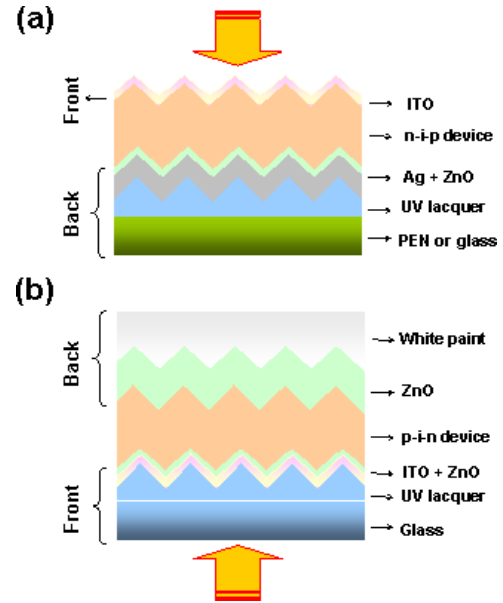 (a)
Front
ITO
n-i-p device
Ag + ZnO
UV lacquer
PEN or glass
Back
(b)
Back
White paint
ZnO
p-i-n device
ITO + ZnO
UV lacquer
Glass
Front